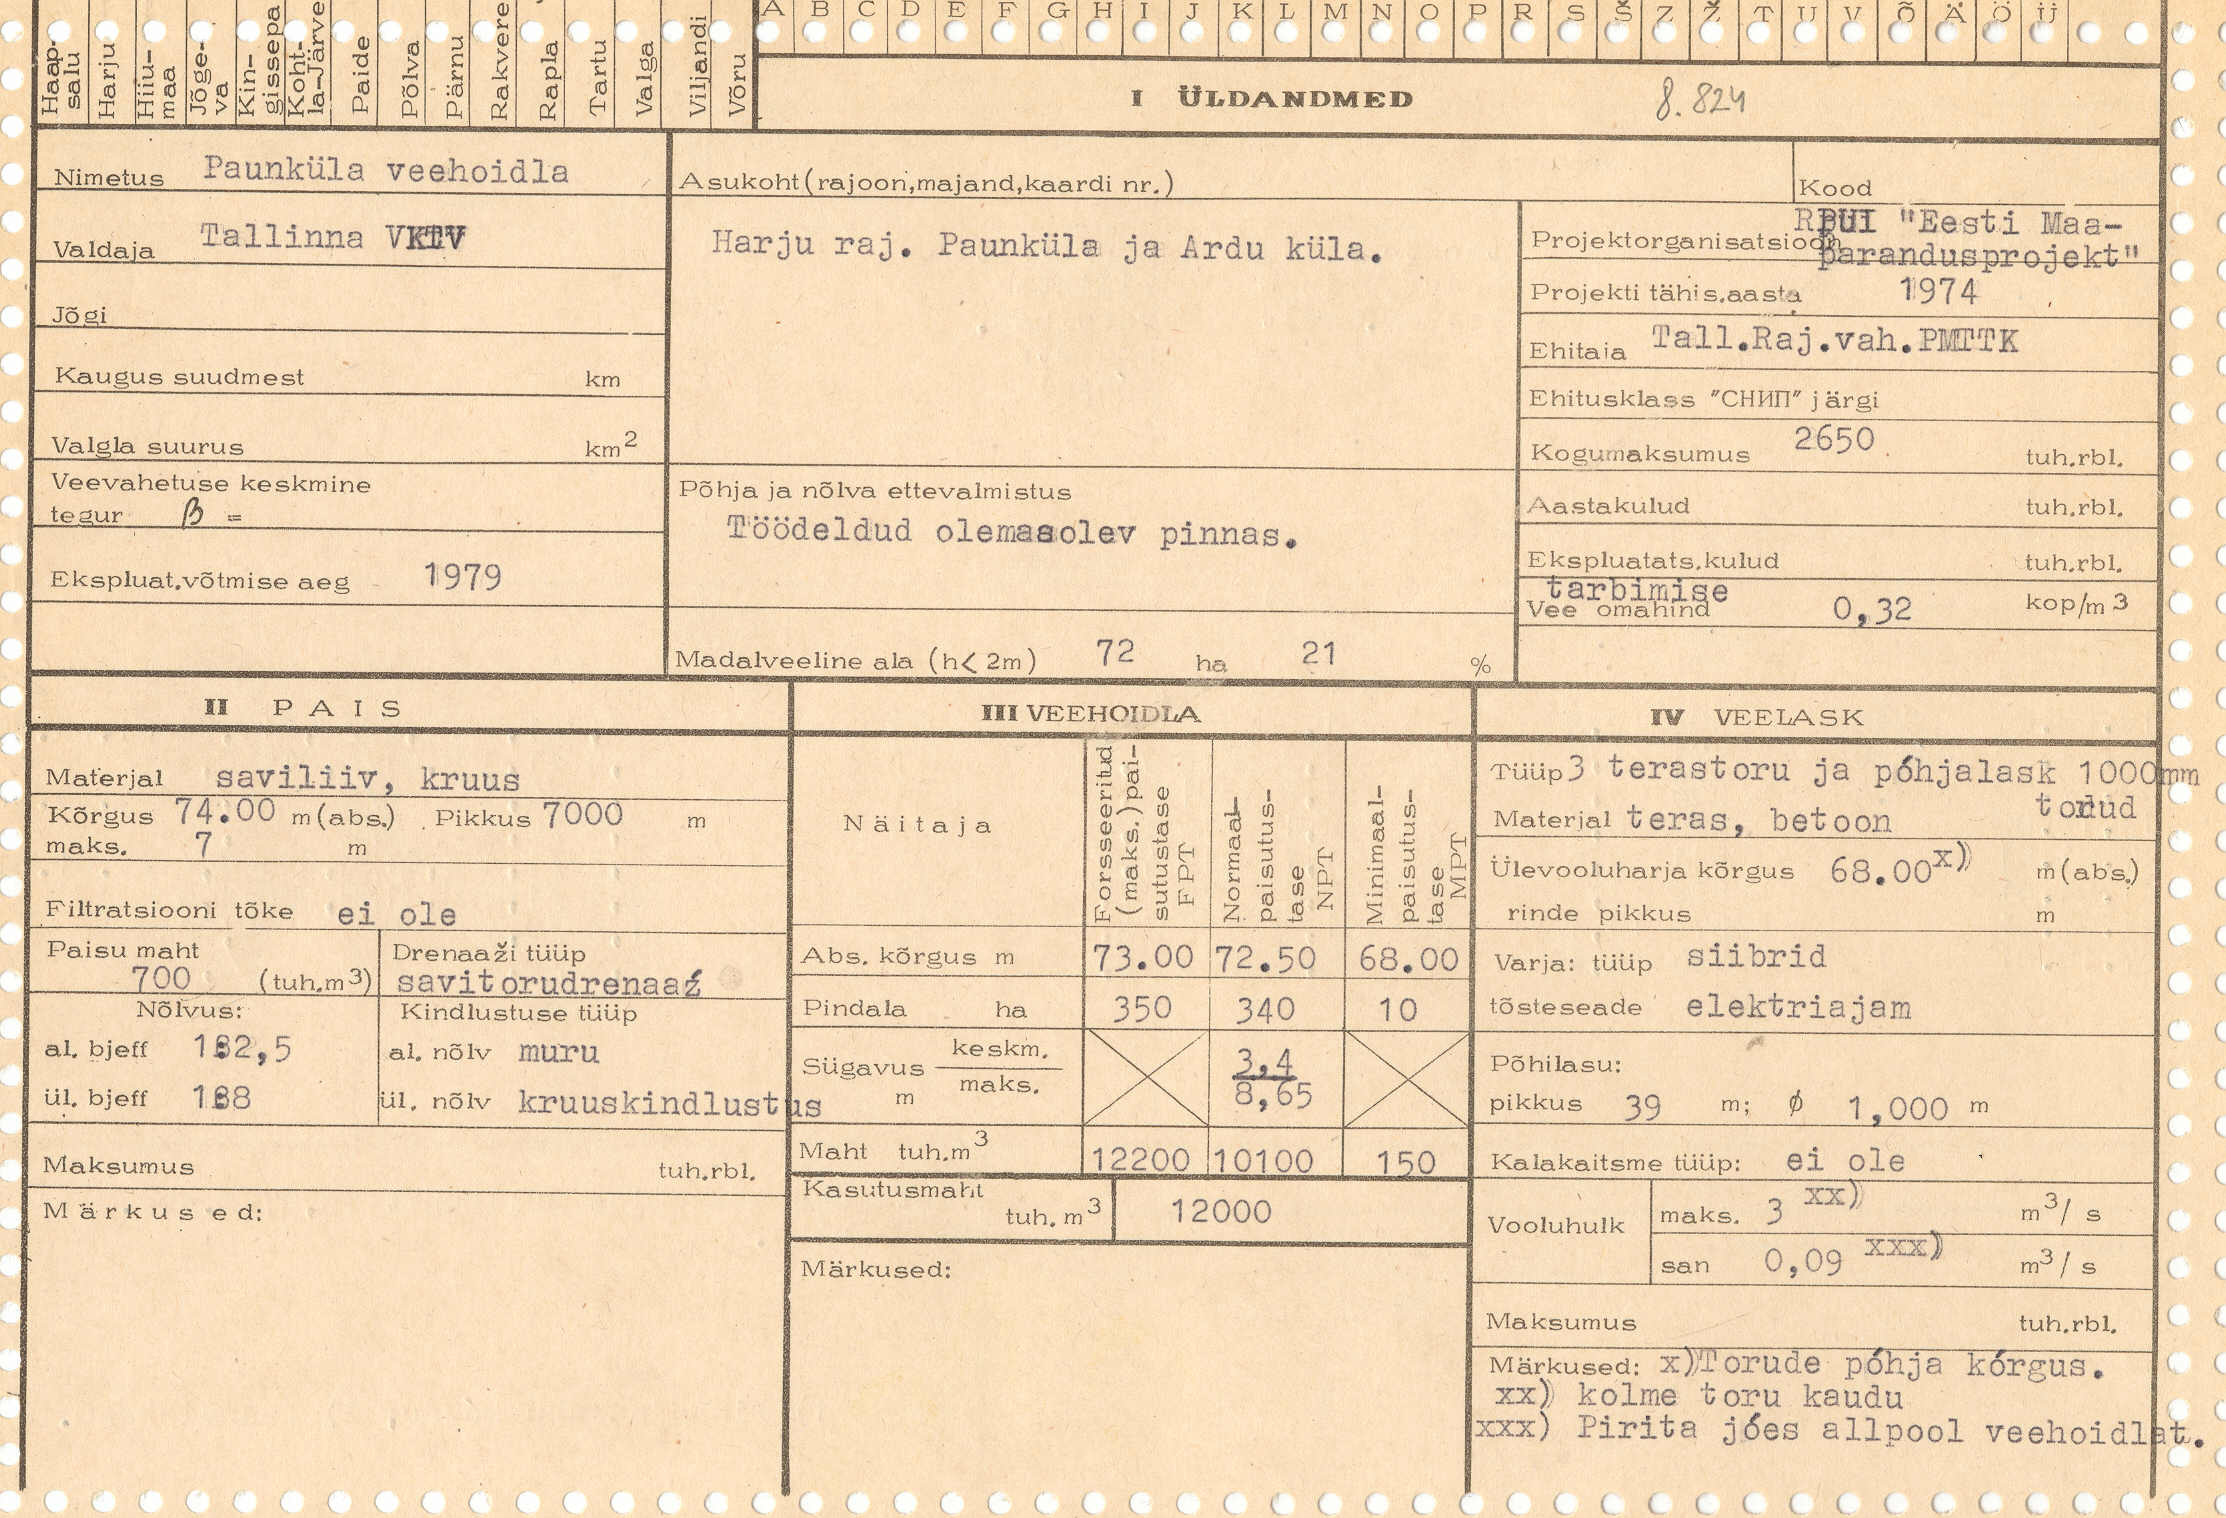 A B C D E F G H I J K L M N O P R S Š Z Ž T U V Õ Ä Ö Ü
Haap-
salu
Harju
Hiiu-
maa
Jõge-
va
Kin-
gissepa
Koht-
la-Järve
Paide
Põlva
Pärnu
Rakvere
Rapla
Tartu
Valga
Viljandi
Võru
I ÜLDANDMED 8.824
Nimetus Paunküla veehoidla
Valdaja Tallinna VKTV
Jõgi
Kaugus suudmest km
Valgla suurus km2
Veevahetuse keskmine
tegur β =
Ekspluat.võtmise aeg 1979
Asukoht(rajoon,majand,kaardi nr.)
Harju raj. Paunküla ja Ardu küla.
Põhja ja nõlva ettevalmistus
Töödeldud olemasolev pinnas.
Madalveeline ala (h< 2m) 72 ha 21 %
Kood
Projektorganisatsioon RPUI "Eesti Maa-
parandusprojekt"
Projekti tähis,aasta 1974
Ehitaja Tall.Raj.vah.PMTTK
Ehitusklass "СНИП" järgi
Kogumaksumus 2650 tuh.rbl.
Aastakulud tuh.rbl.
Ekspluatats.kulud tuh.rbl.
tarbimise
Vee omahind 0,32 kop/m3
II PAIS
Materjal saviliiv, kruus
Kõrgus 74.00 m(abs.) Pikkus 7000 m
maks. 7 m
Filtratsiooni tõke ei ole
Paisu maht
700 (tuh.m3)
Drenaaži tüüp
savitorudrenaaź
Nõlvus:
al. bjeff 1:2,5
ül. bjeff 1:8
Kindlustuse tüüp
al. nõlv muru
ül. nõlv kruuskindlustus
Maksumus tuh.rbl.
Märkused:
III VEEHOIDLA
Näitaja
Forsseeritud
(maks.)pai-
sutustase
FPT
Normaal-
paisutus-
tase
NPT
Minimaal-
paisutus-
tase
MPT
Abs. kõrgus m 73.00 72.50 68.00
Pindala ha 350 340 10
Sügavus keskm. 3,4
m maks. 8,65
Maht tuh.m3 12200 10100 150
Kasutusmaht
tuh.m3 12000
Märkused:
IV VEELASK
Tüüp 3 terastoru ja póhjalask 1000mm
torud
Materjal teras, betoon
Ülevooluharja kõrgus 68.00x) m(abs.)
rinde pikkus m
Varja: tüüp siibrid
tõsteseade elektriajam
Põhilasu:
pikkus 39 m; ϕ 1,000 m
Kalakaitsme tüüp: ei ole
Vooluhulk
maks. 3 xx) m3/ s
san 0,09 xxx) m3/ s
Maksumus tuh.rbl.
Märkused: x)Torude póhja kórgus.
xx) kolme toru kaudu
xxx) Pirita jóes allpool veehoidlat.